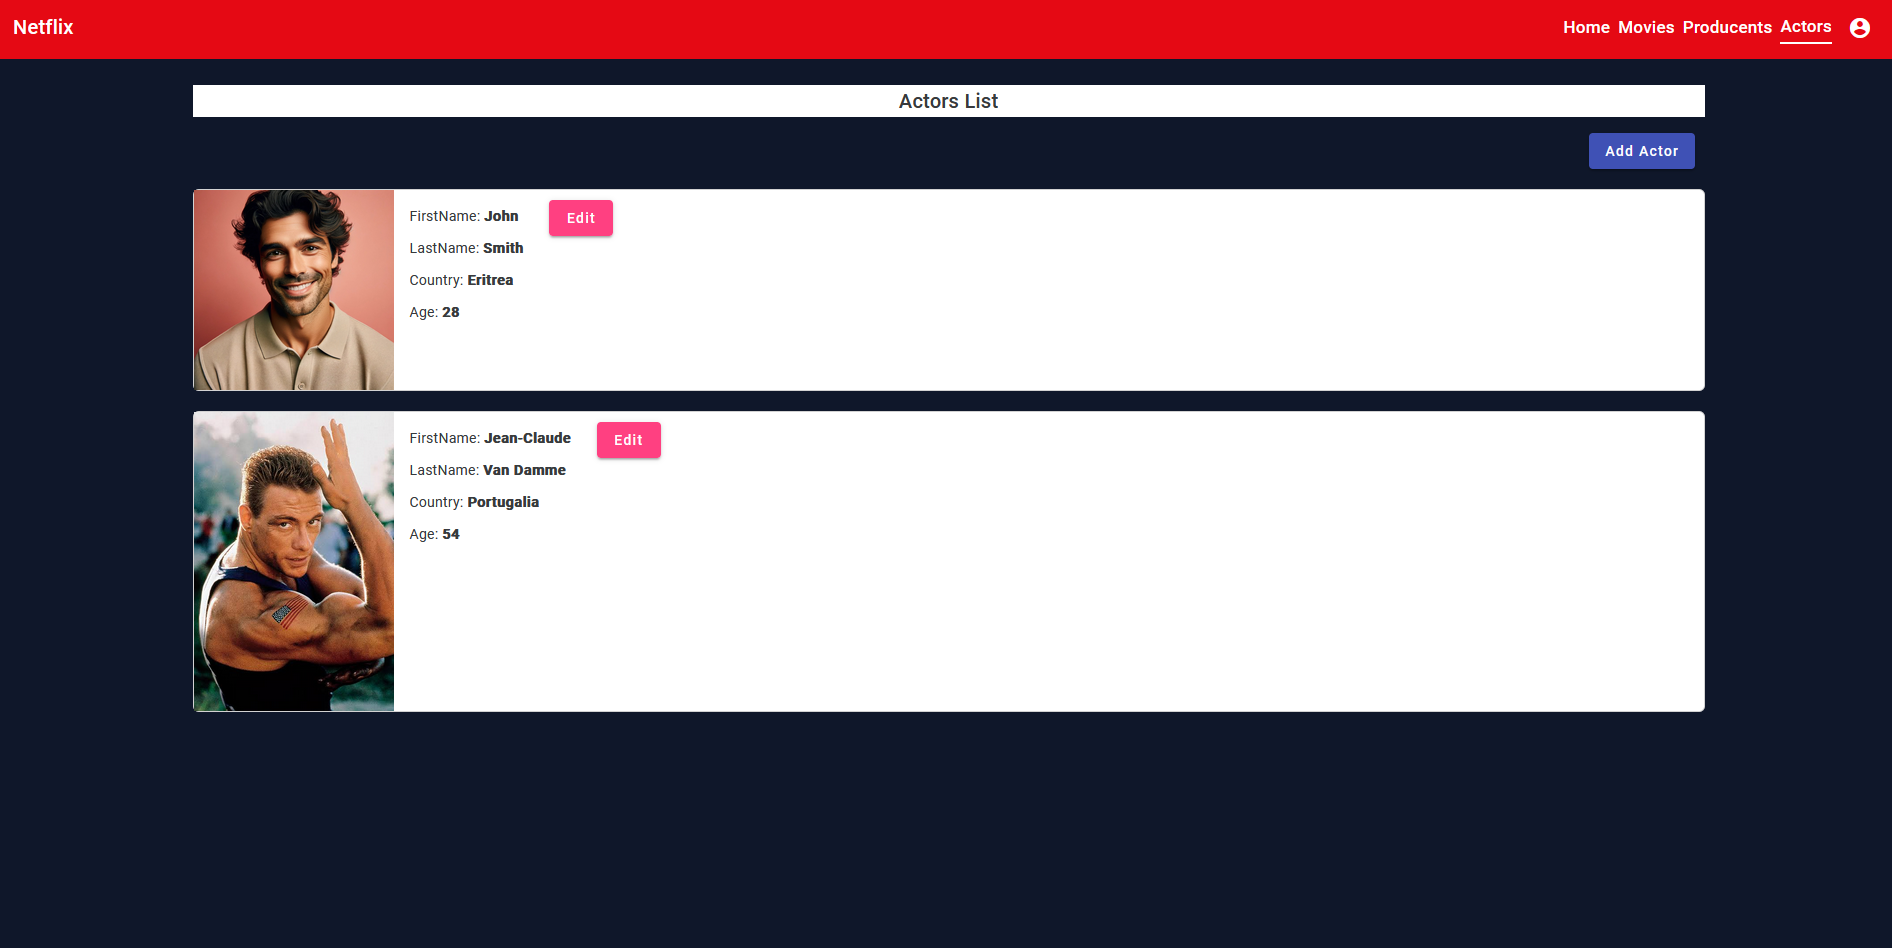 Netflix
Home Movies Producents Actors
Actors List
Add Actor
FirstName: John
Edit
LastName: Smith
Country: Eritrea
Age: 28
FirstName: Jean-Claude
Edit
LastName: Van Damme
Country: Portugalia
Age: 54